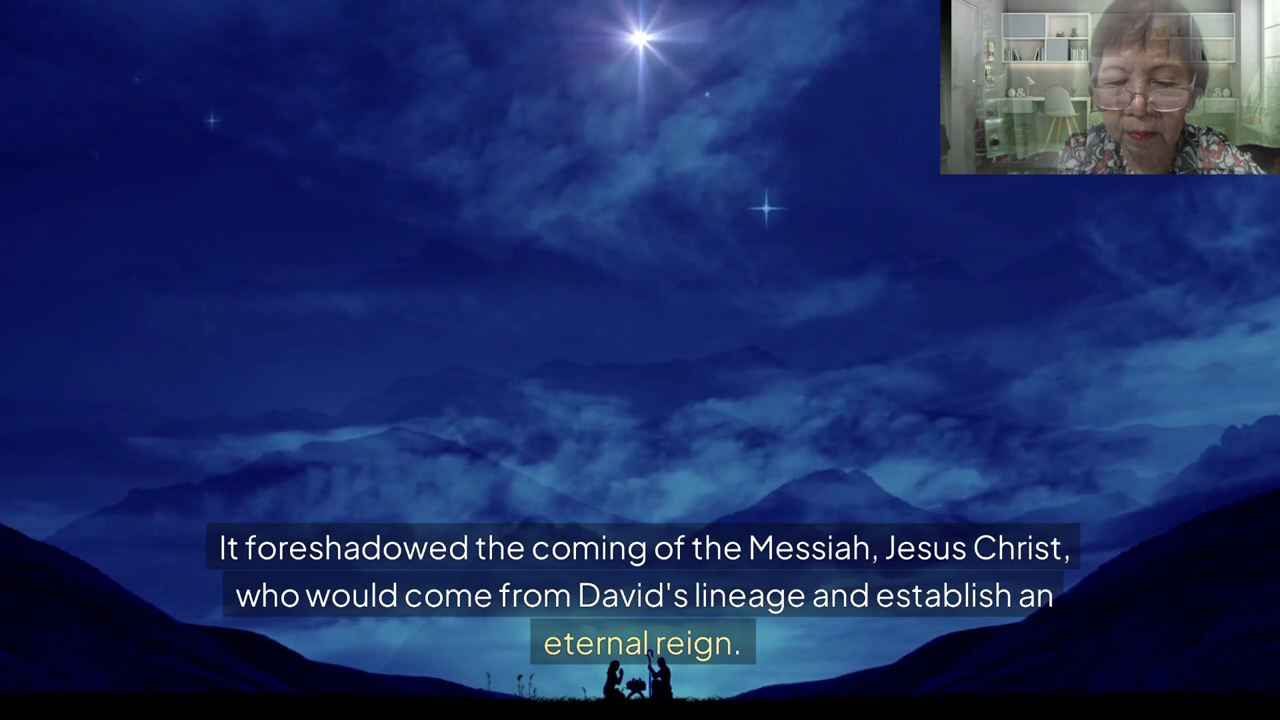 It foreshadowed the coming of the Messiah, Jesus Christ,
who would come from David's lineage and establish an
eternal reign.